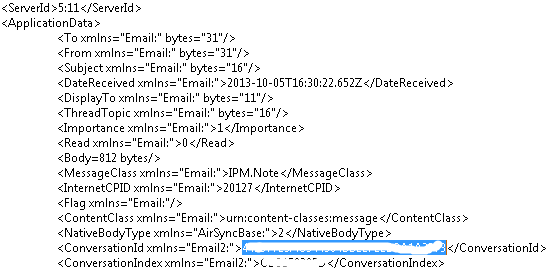 <ServerId>5:11</ServerId>
<ApplicationData>
<To xmlns="Email:" bytes="31"/>
<From xmlns="Email:" bytes="31"/>
<Subject xmlns="Email:" bytes="16"/>
<DateReceived xmlns="Email:">2013-10-05T16:30:22.652Z</DateReceived>
<DisplayTo xmlns="Email:" bytes="11"/>
<ThreadTopic xmlns="Email:" bytes="16"/>
<Importance xmlns="Email:">1</Importance>
<Read xmlns="Email:">0</Read>
<Body=812 bytes/>
<MessageClass xmlns="Email:">IPM.Note</MessageClass>
<InternetCPID xmlns="Email:">20127</InternetCPID>
<Flag xmlns="Email:"/>
<ContentClass xmlns="Email:">urn:content-classes:message</ContentClass>
<NativeBodyType xmlns="AirSyncBase:">2</NativeBodyType>
<ConversationId xmlns="Email2:"></ConversationId>
<ConversationIndex xmlns="Email2:"></ConversationIndex>